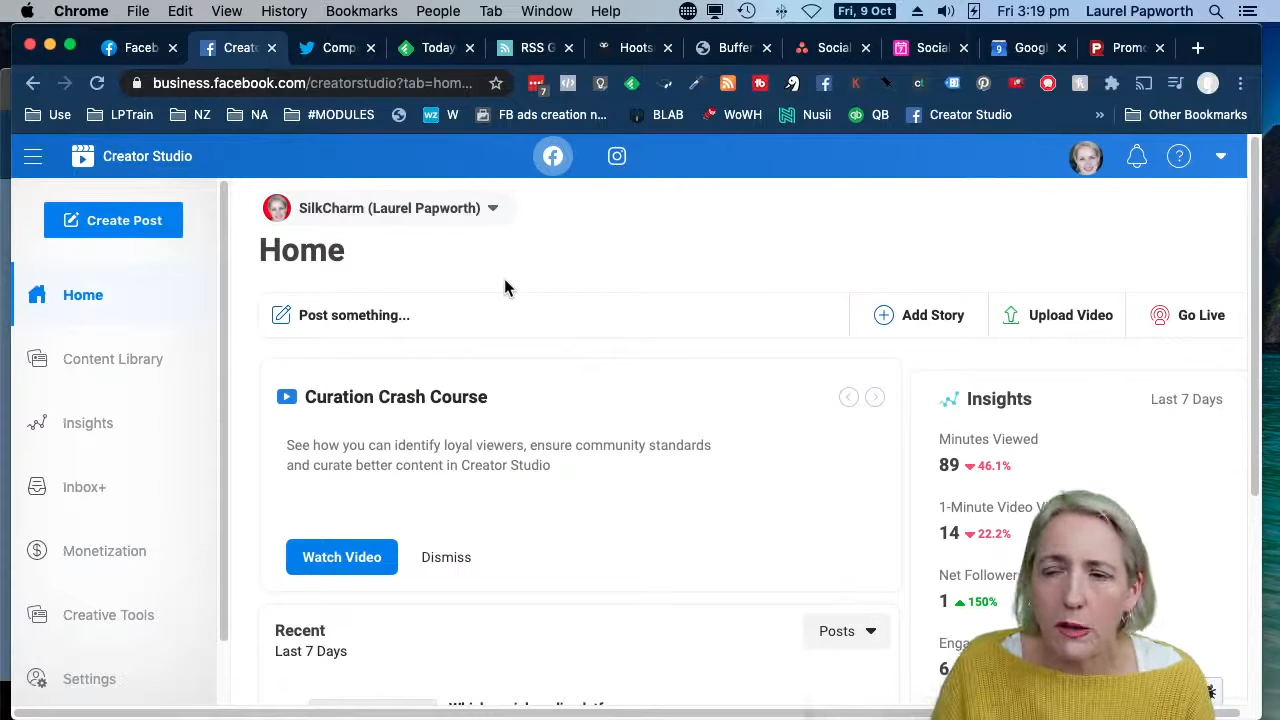 Chrome File Edit View History Bookmarks People Tab Window Help Fri, 9 Oct Fri 3:19 pm Laurel Papworth
Faceb Create Comp Today RSS G Hoots Buffer Social Social Googl Promo
business.facebook.com/creatorstudio?tab=hom... 7
Use LPTrain NZ NA #MODULES W FB ads creation n... BLAB WoWH Nusii QB Creator Studio » Other Bookmarks
Creator Studio
Create Post
SilkCharm (Laurel Papworth)
Home
Home
Content Library
Insights
Inbox+
Monetization
Creative Tools
Settings
Post something...
Add Story
Upload Video
Go Live
Curation Crash Course
See how you can identify loyal viewers, ensure community standards
and curate better content in Creator Studio
Watch Video Dismiss
Recent
Last 7 Days
Posts
Insights Last 7 Days
Minutes Viewed
89 46.1%
1-Minute Video V
14 22.2%
Net Follower
1 150%
Enga
6